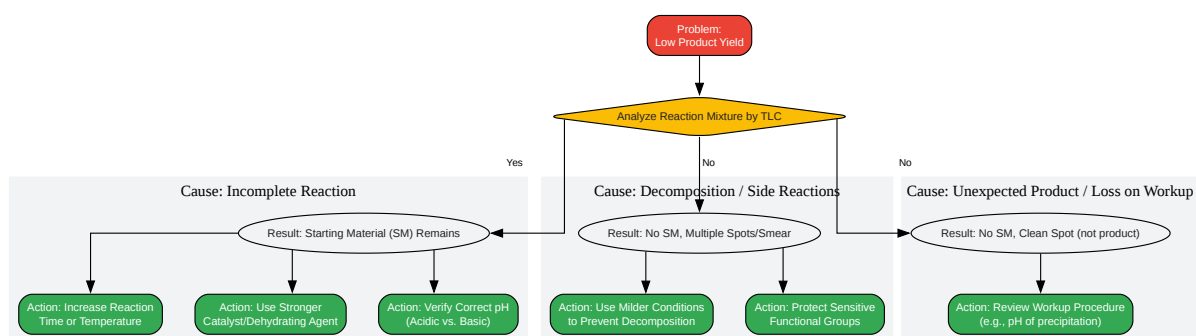 Problem:
Low Product Yield
Analyze Reaction Mixture by TLC
Yes
No
No
Cause: Incomplete Reaction
Cause: Decomposition / Side Reactions
Cause: Unexpected Product / Loss on Workup
Result: Starting Material (SM) Remains
Result: No SM, Multiple Spots/Smear
Result: No SM, Clean Spot (not product)
Action: Increase Reaction
Time or Temperature
Action: Use Stronger
Catalyst/Dehydrating Agent
Action: Verify Correct pH
(Acidic vs. Basic)
Action: Use Milder Conditions
to Prevent Decomposition
Action: Protect Sensitive
Functional Groups
Action: Review Workup Procedure
(e.g., pH of precipitation)